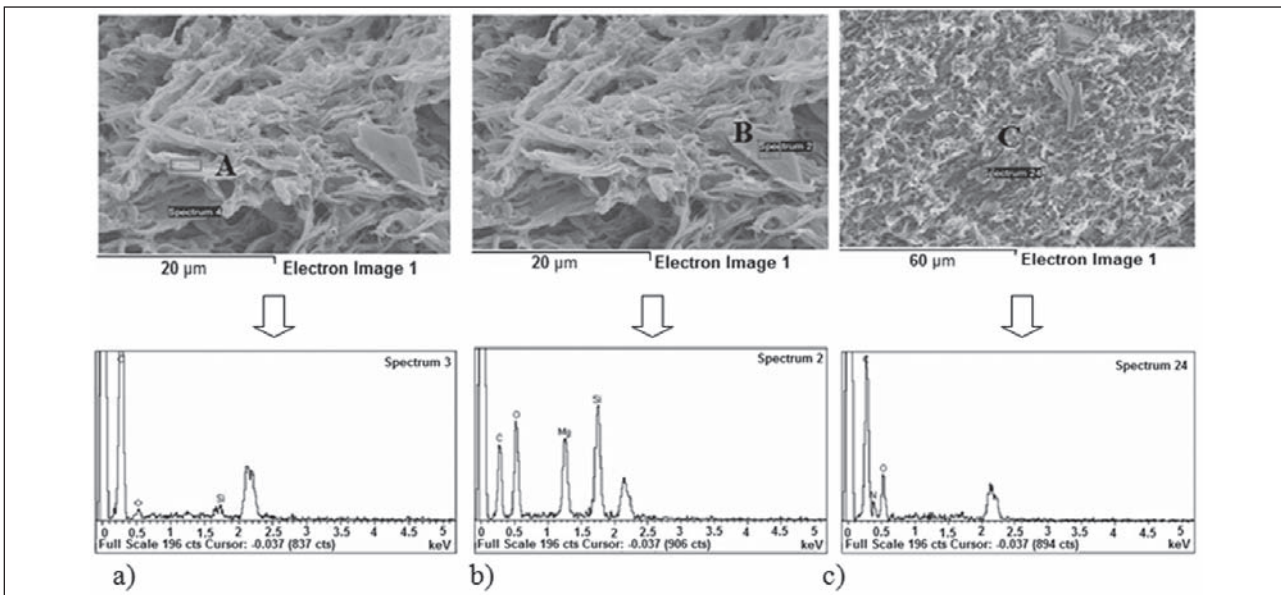 A
Spectrum 4
20 µm
Electron Image 1
B
Spectrum 2
20 µm
Electron Image 1
C
Spectrum 24
60 µm
Electron Image 1
Spectrum 3
C
O
Si
0 0.5 1 1.5 2 2.5 3 3.5 4 4.5 5
Full Scale 196 cts Cursor: -0.037 (837 cts)
keV
a)
Spectrum 2
C
O
Mg
Si
0 0.5 1 1.5 2 2.5 3 3.5 4 4.5 5
Full Scale 196 cts Cursor: -0.037 (906 cts)
keV
b)
Spectrum 24
C
N
O
0 0.5 1 1.5 2 2.5 3 3.5 4 4.5 5
Full Scale 196 cts Cursor: -0.037 (894 cts)
keV
c)